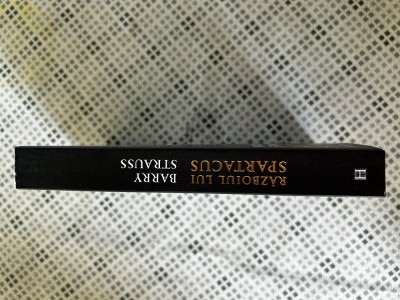 BARRY
STRAUSS
RĂZBOIUL LUI
SPARTACUS
H